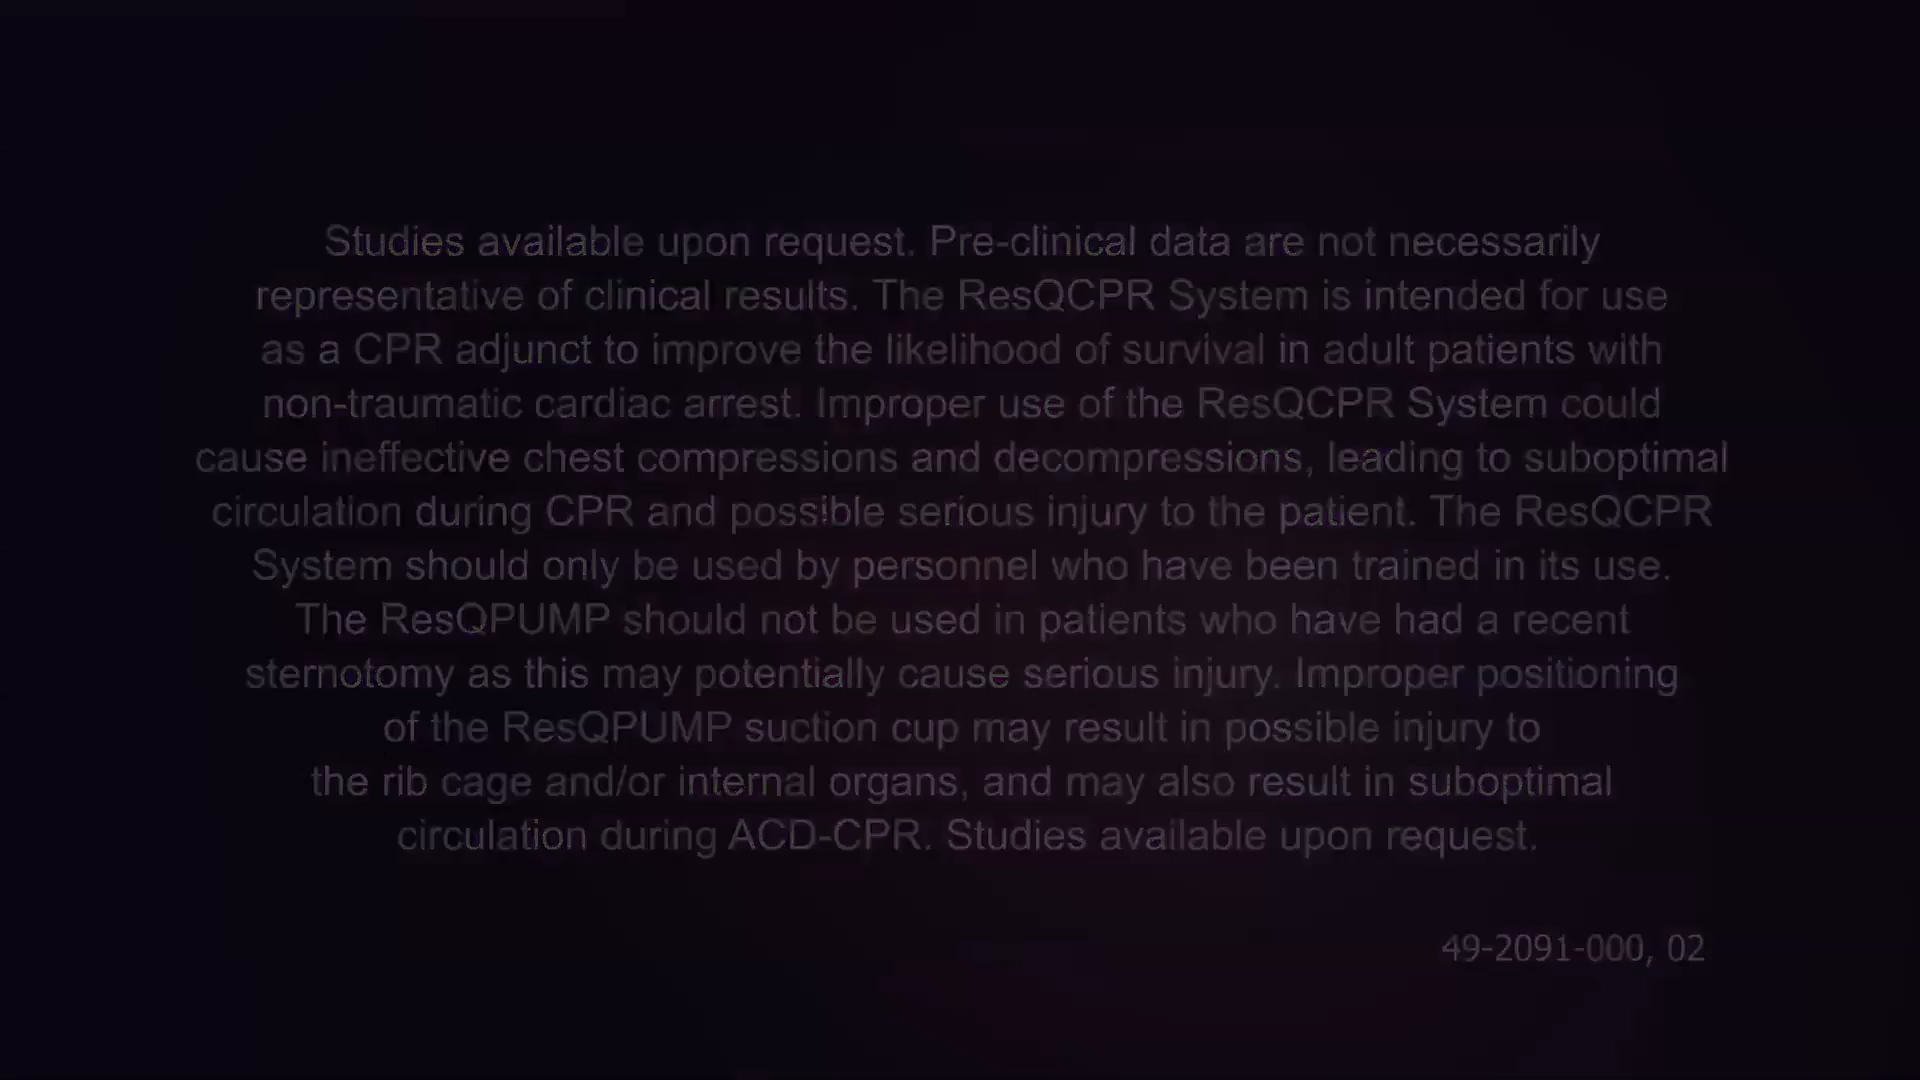 Studies available upon request. Pre-clinical data are not necessarily
representative of clinical results. The ResQCPR System is intended for use
as a CPR adjunct to improve the likelihood of survival in adult patients with
non-traumatic cardiac arrest. Improper use of the ResQCPR System could
cause ineffective chest compressions and decompressions, leading to suboptimal
circulation during CPR and possible serious injury to the patient. The ResQCPR
System should only be used by personnel who have been trained in its use.
The ResQPUMP should not be used in patients who have had a recent
sternotomy as this may potentially cause serious injury. Improper positioning
of the ResQPUMP suction cup may result in possible injury to
the rib cage and/or internal organs, and may also result in suboptimal
circulation during ACD-CPR. Studies available upon request.
49-2091-000, 02